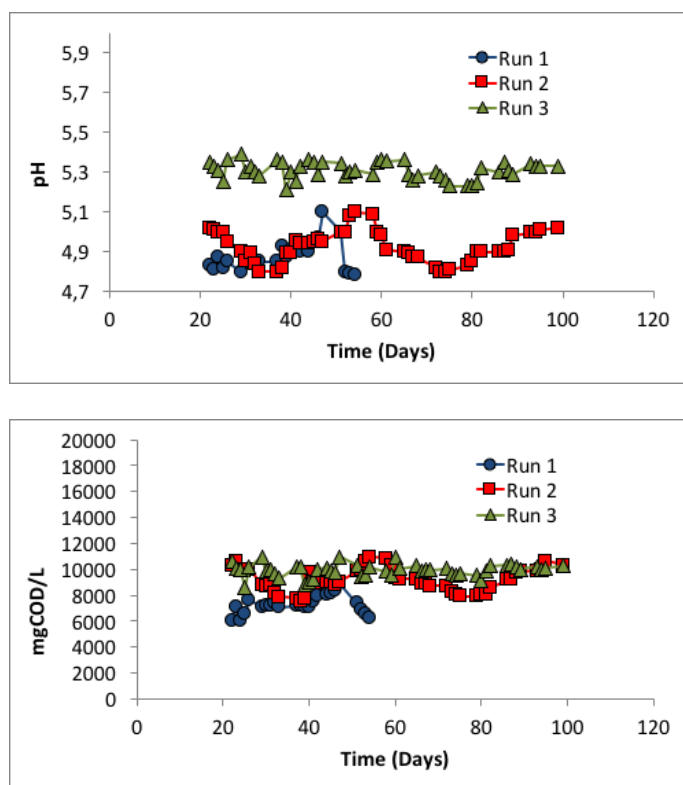 5,9
5,7
5,5
5,3
5,1
4,9
4,7
pH
Run 1
Run 2
Run 3
0 20 40 60 80 100 120
Time (Days)
20000
18000
16000
14000
12000
10000
8000
6000
4000
2000
0
mgCOD/L
Run 1
Run 2
Run 3
0 20 40 60 80 100 120
Time (Days)